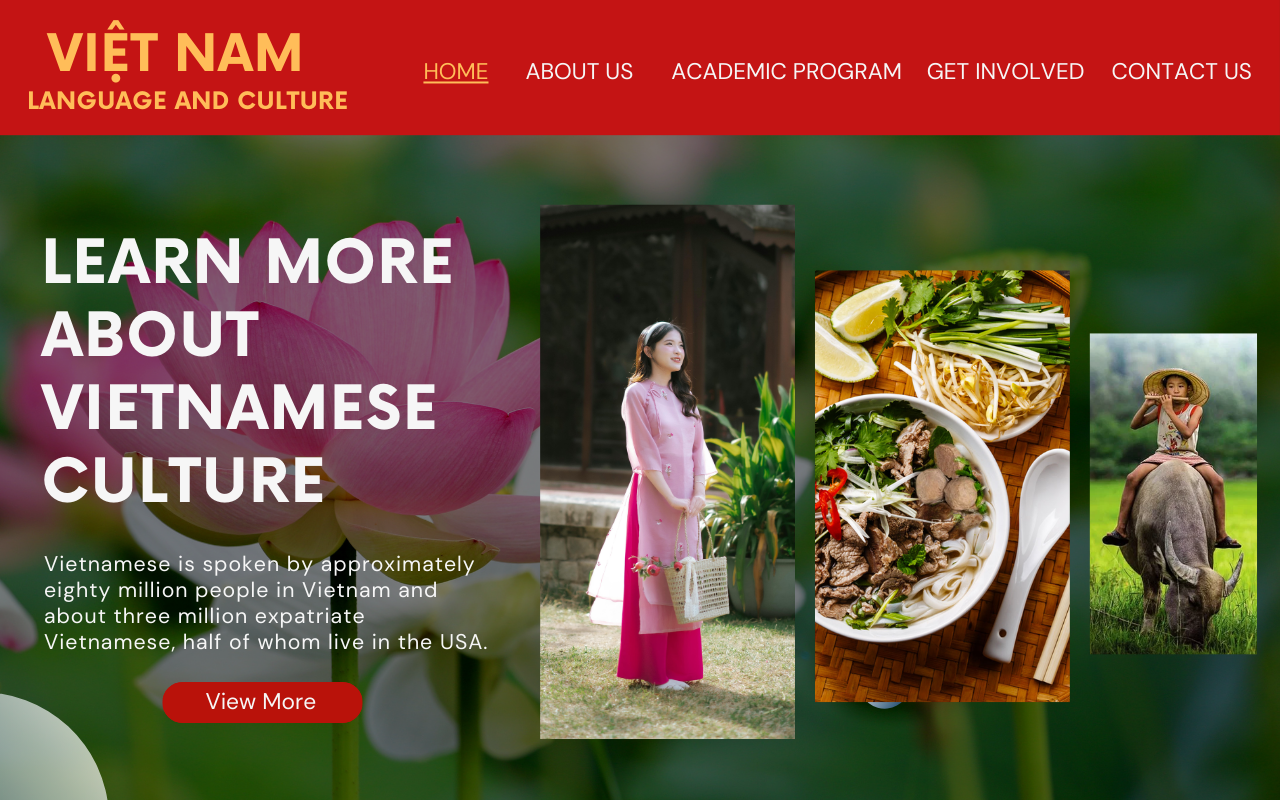 VIỆT NAM
LANGUAGE AND CULTURE
HOME ABOUT US ACADEMIC PROGRAM GET INVOLVED CONTACT US
LEARN MORE
ABOUT
VIETNAMESE
CULTURE
Vietnamese is spoken by approximately
eighty million people in Vietnam and
about three million expatriate
Vietnamese, half of whom live in the USA.
View More